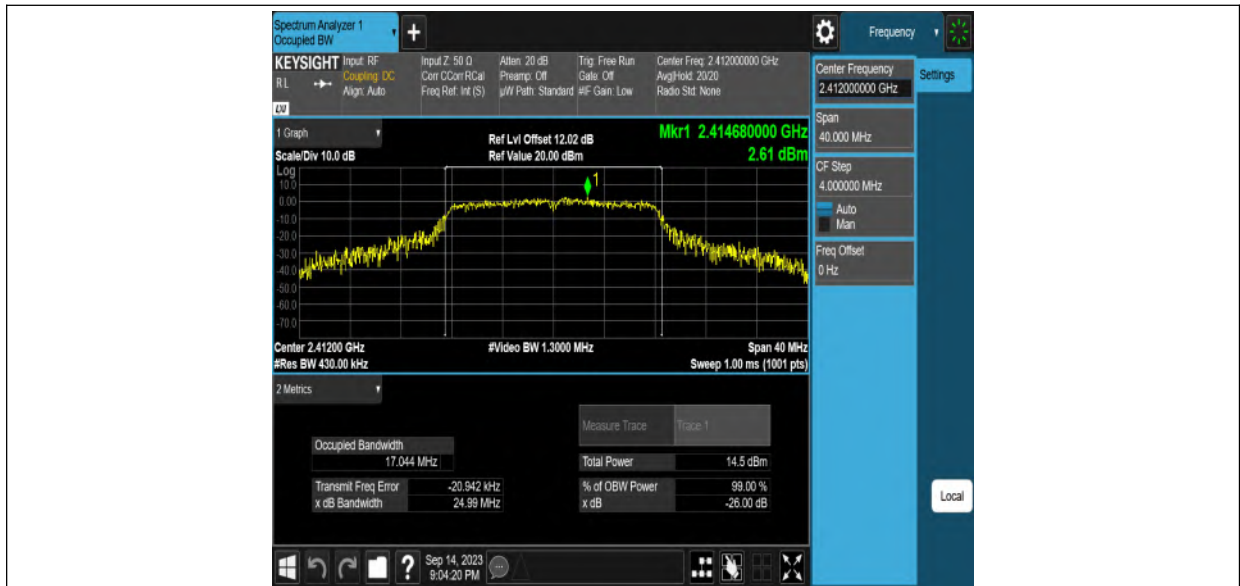 Spectrum Analyzer 1
Occupied BW
+
Frequency
KEYSIGHT
R L
LXI
Input: RF
Coupling: DC
Align: Auto
Input Z: 50 Ω
Corr CCorr RCal
Freq Ref: Int (S)
Atten: 20 dB
Preamp: Off
µW Path: Standard
Trig: Free Run
Gate: Off
#IF Gain: Low
Center Freq: 2.412000000 GHz
Avg|Hold: 20/20
Radio Std: None
Center Frequency
2.412000000 GHz
Settings
Span
40.000 MHz
CF Step
4.000000 MHz
Auto
Man
Freq Offset
0 Hz
Local
1 Graph
Scale/Div 10.0 dB
Ref Lvl Offset 12.02 dB
Ref Value 20.00 dBm
Mkr1 2.414680000 GHz
2.61 dBm
Log
10.0
0.00
-10.0
-20.0
-30.0
-40.0
-50.0
-60.0
-70.0
1
Center 2.41200 GHz
#Res BW 430.00 kHz
#Video BW 1.3000 MHz
Span 40 MHz
Sweep 1.00 ms (1001 pts)
2 Metrics
Measure Trace Trace 1
Occupied Bandwidth
17.044 MHz
Total Power 14.5 dBm
Transmit Freq Error -20.942 kHz
% of OBW Power 99.00 %
x dB Bandwidth 24.99 MHz
x dB -26.00 dB
?
Sep 14, 2023
9:04:20 PM